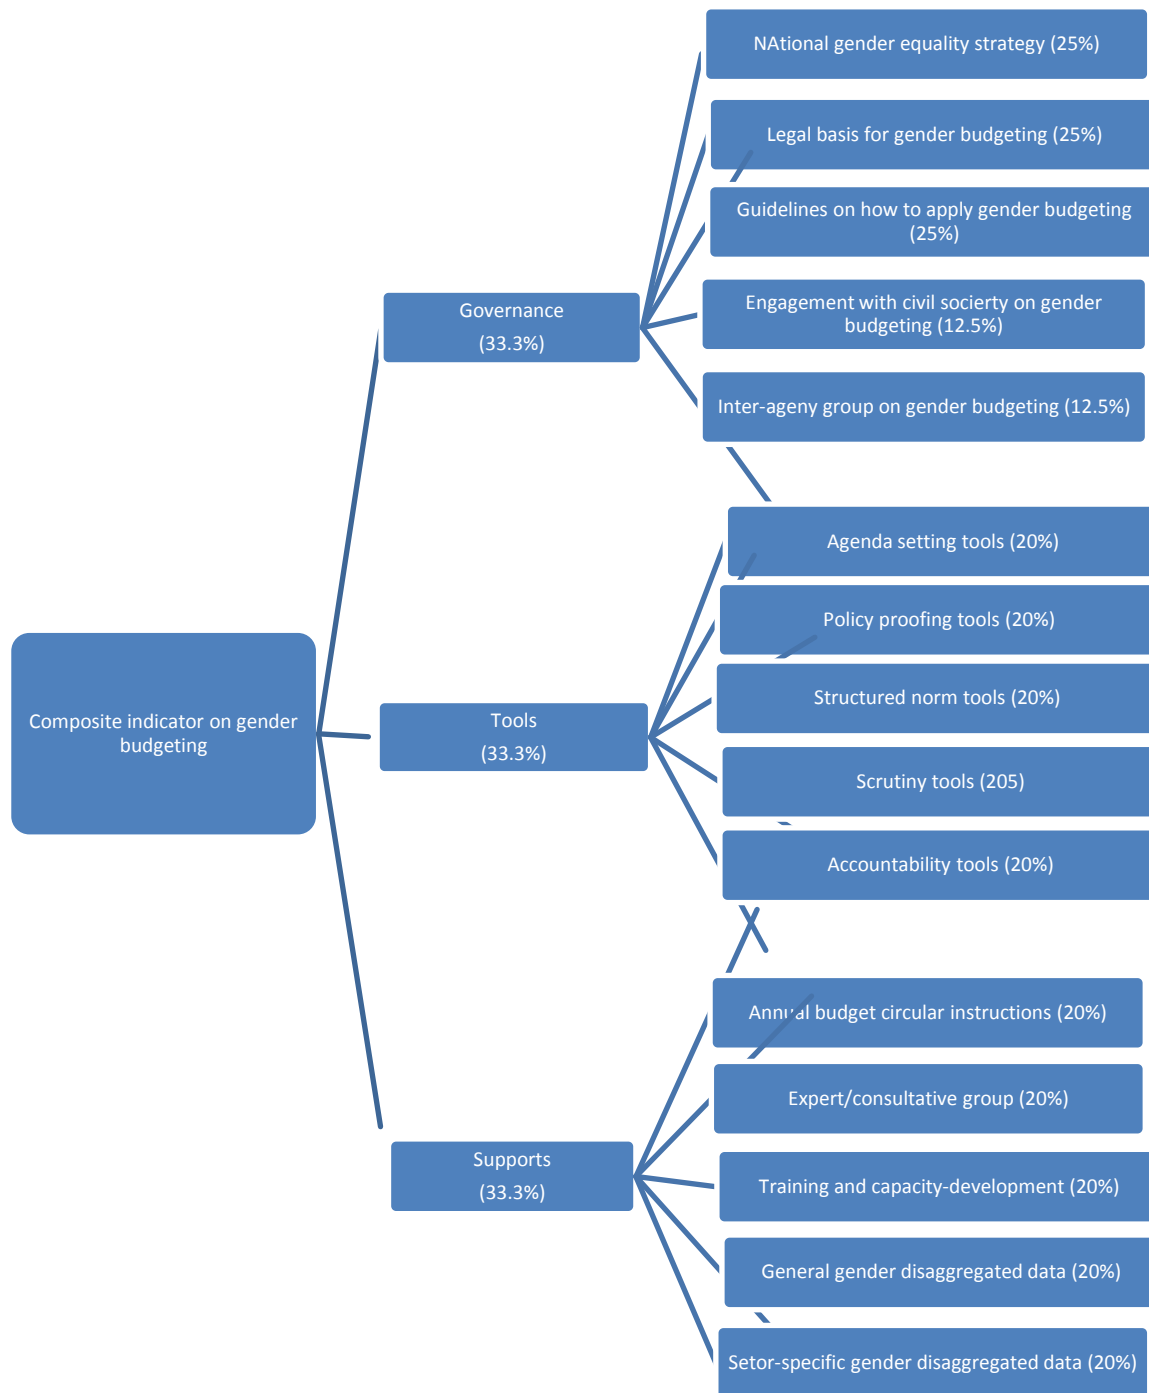 NAtional gender equality strategy (25%)
Legal basis for gender budgeting (25%)
Guidelines on how to apply gender budgeting
(25%)
Governance
(33.3%)
Engagement with civil socierty on gender
budgeting (12.5%)
Inter-ageny group on gender budgeting (12.5%)
Agenda setting tools (20%)
Policy proofing tools (20%)
Composite indicator on gender
budgeting
Tools
(33.3%)
Structured norm tools (20%)
Scrutiny tools (205)
Accountability tools (20%)
Annual budget circular instructions (20%)
Expert/consultative group (20%)
Supports
(33.3%)
Training and capacity-development (20%)
General gender disaggregated data (20%)
Setor-specific gender disaggregated data (20%)